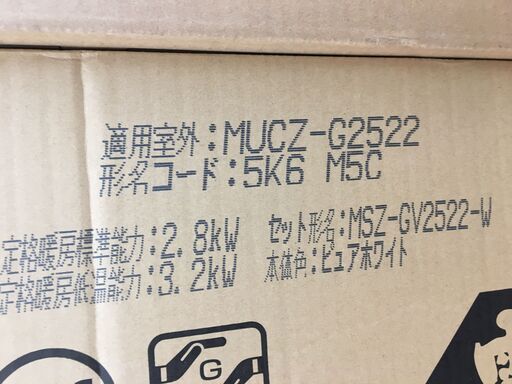 適用室外:MUCZ-G2522
形名コード:5K6 M5C
定格暖房標準能力:2.8kW セット形名:MSZ-GV2522-W
定格暖房低温能力:3.2kW 本体色:ピュアホワイト
G